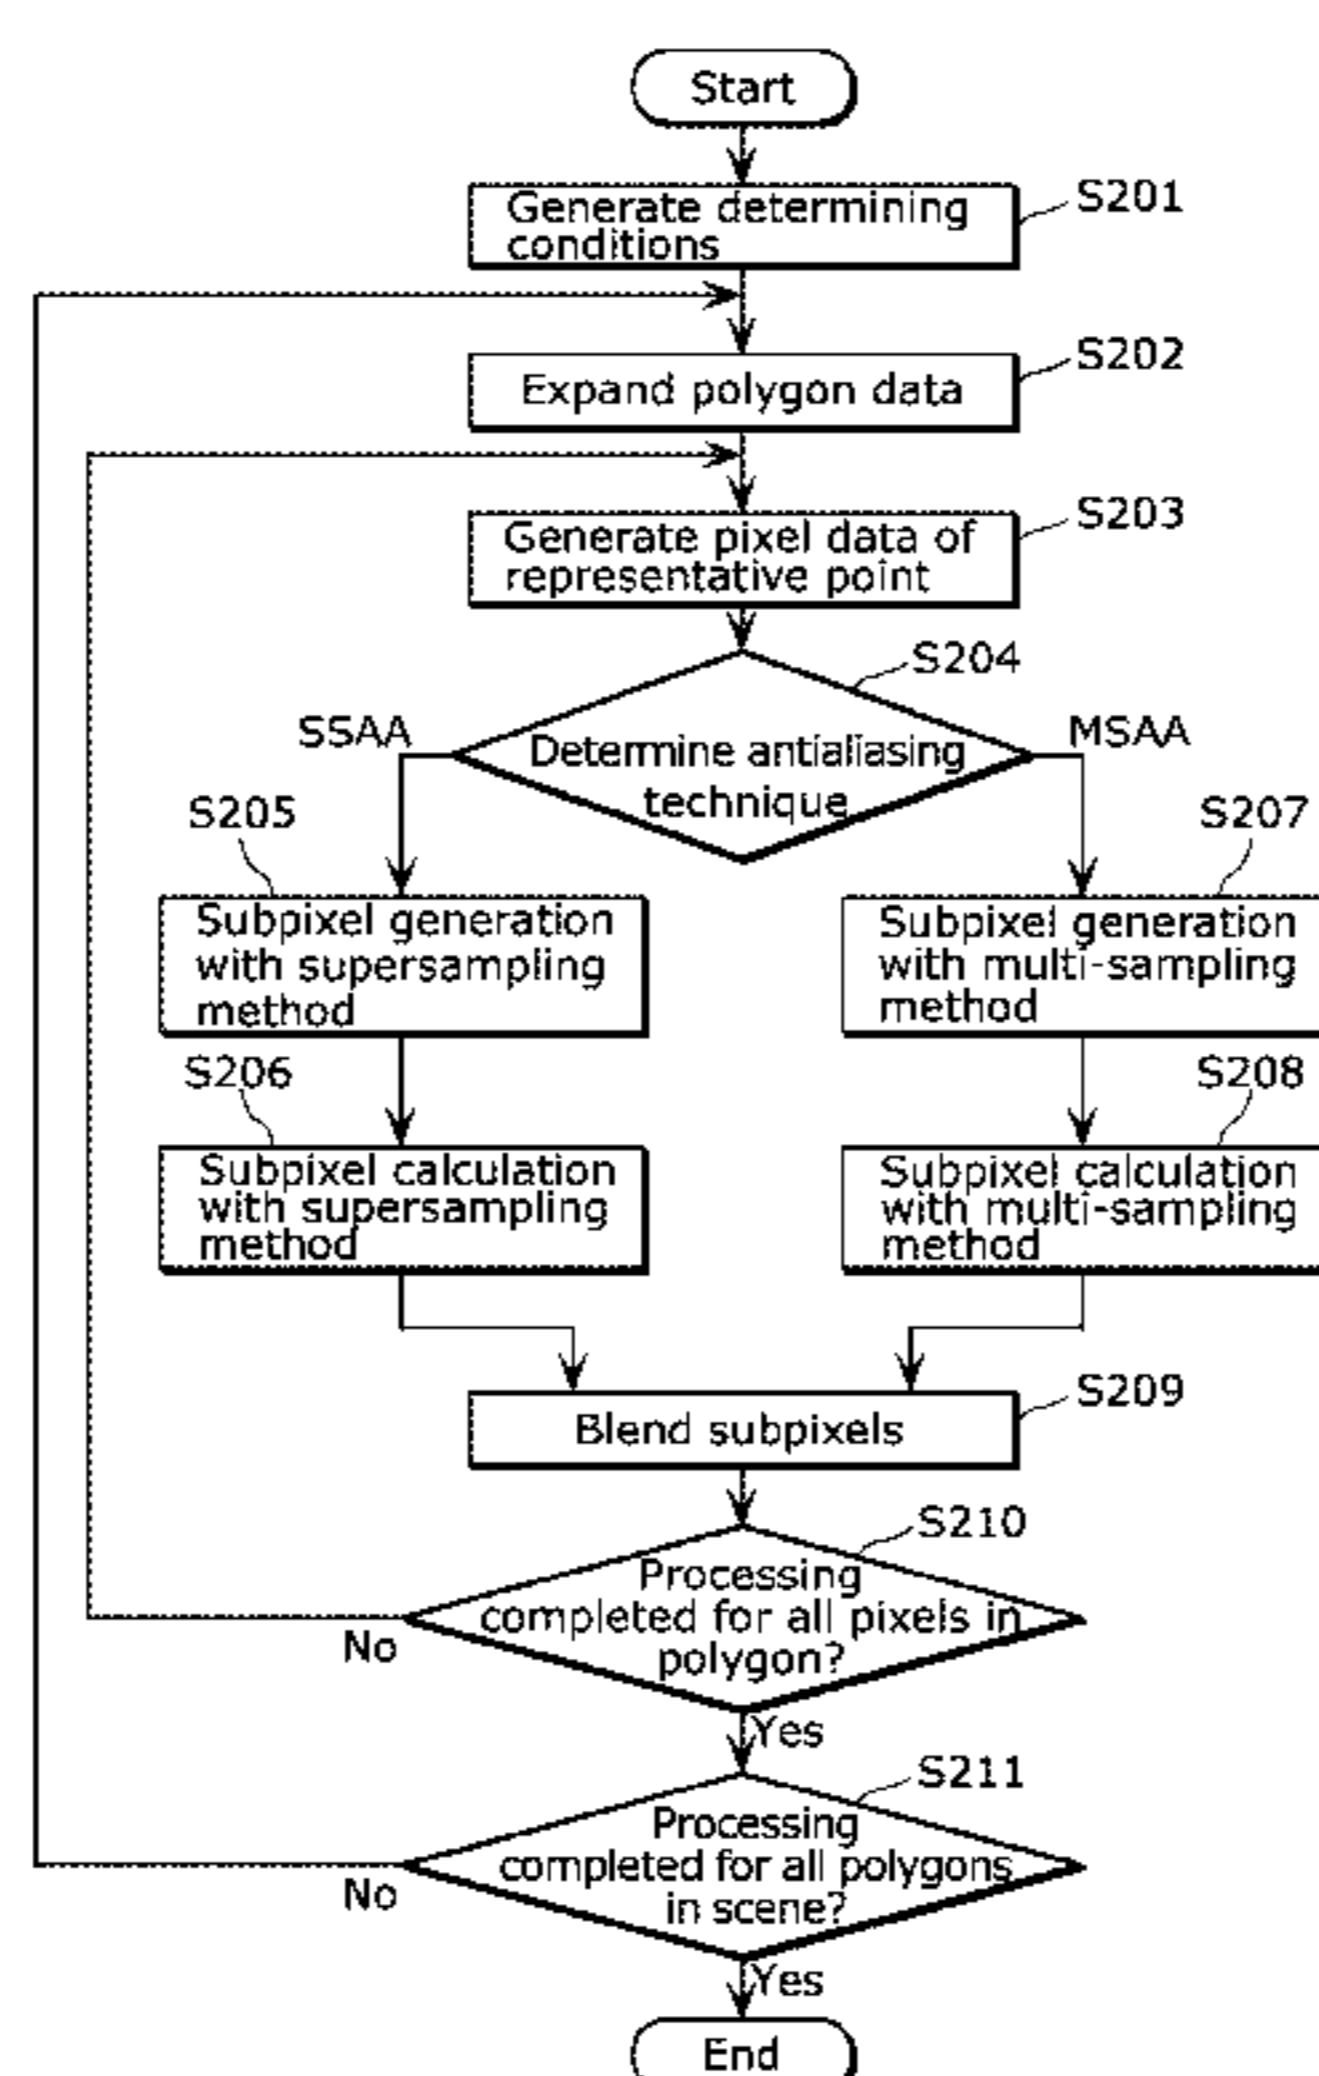 Start
Generate determining
conditions
S201
Expand polygon data
S202
Generate pixel data of
representative point
S203
S204
SSAA
Determine antialiasing
technique
MSAA
S205
Subpixel generation
with supersampling
method
S207
Subpixel generation
with multi-sampling
method
S206
Subpixel calculation
with supersampling
method
S208
Subpixel calculation
with multi-sampling
method
Blend subpixels
S209
S210
Processing
completed for all pixels in
polygon?
No
Yes
S211
Processing
completed for all polygons
in scene?
No
Yes
End